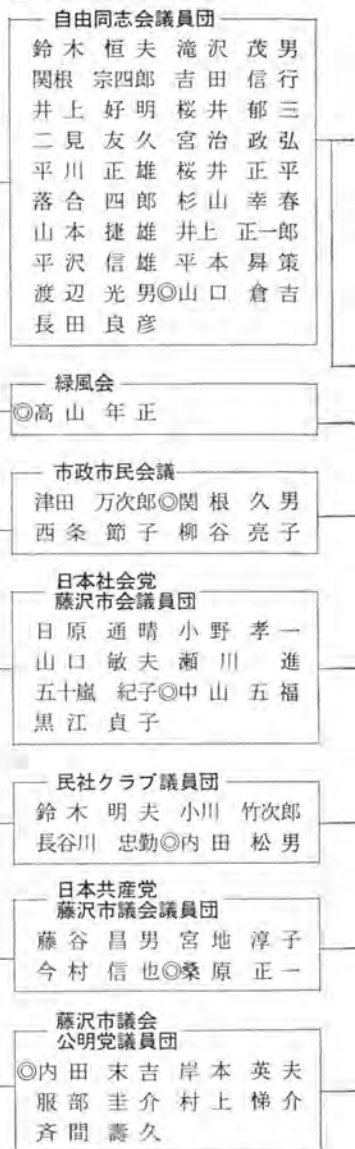 自由同志会議員団
鈴木 恒夫 滝沢 茂男
関根 宗四郎 吉田 信行
井上 好明 桜井 郁三
二見 友久 宮治 政弘
平川 正雄 桜井 正平
落合 四郎 杉山 幸春
山本 捷雄 井上 正一郎
平沢 信雄 平本 昇策
渡辺 光男◎山口 倉吉
長田 良彦
緑風会
◎高山 年正
市政市民会議
津田 万次郎◎関根 久男
西条 節子 柳谷 亮子
日本社会党
藤沢市会議員団
日原 通晴 小野 孝一
山口 敏夫 瀬川 進
五十嵐 紀子◎中山 五福
黒江 貞子
民社クラブ議員団
鈴木 明夫 小川 竹次郎
長谷川 忠勤◎内田 松男
日本共産党
藤沢市議会議員団
藤谷 昌男 宮地 淳子
今村 信也◎桑原 正一
藤沢市議会
公明党議員団
◎内田 末吉 岸本 英夫
服部 圭介 村上 悌介
斉間 壽久